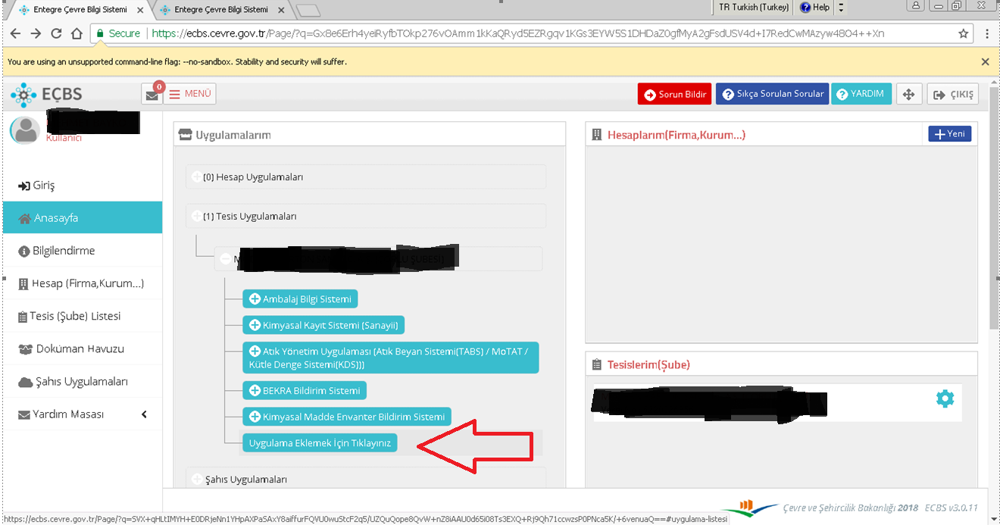 Entegre Çevre Bilgi Sistemi
Entegre Çevre Bilgi Sistemi
TR Turkish (Turkey)
Help
Secure
https://ecbs.cevre.gov.tr/Page/?q=Gx8e6Erh4yeiRyfbTOkp276vOAmm1kKaQRyd5EZRgqv1KGs3EYW5S1DHDaZ0gfMyA2gFsdUSV4d+I7RedCwMAzyw48O4++Xn
You are using an unsupported command-line flag: --no-sandbox. Stability and security will suffer.
EÇBS
0
MENÜ
Sorun Bildir
Sıkça Sorulan Sorular
YARDIM
ÇIKIŞ
Kullanıcı
Giriş
Anasayfa
Bilgilendirme
Hesap (Firma,Kurum...)
Tesis (Şube) Listesi
Doküman Havuzu
Şahıs Uygulamaları
Yardım Masası
Uygulamalarım
[0] Hesap Uygulamaları
[1] Tesis Uygulamaları
Ambalaj Bilgi Sistemi
Kimyasal Kayıt Sistemi (Sanayii)
Atık Yönetim Uygulaması (Atık Beyan Sistemi(TABS) / MoTAT /
Kütle Denge Sistemi(KDS)))
BEKRA Bildirim Sistemi
Kimyasal Madde Envanter Bildirim Sistemi
Uygulama Eklemek İçin Tıklayınız
Şahıs Uygulamaları
Hesaplarım(Firma,Kurum...)
Yeni
Tesislerim(Şube)
Çevre ve Şehircilik Bakanlığı 2018 ECBS v3.0.11
https://ecbs.cevre.gov.tr/Page/?q=SVX+qHLtIMYH+E0DRjeNn1YHpAXPaSAxY8aiffurFQVU0wuStcF2q5/UZQuQope8QvW+nZ8iAAU0d65i08Ts3EXQ+Rj9Qh71ccwzsP0PNca5K/+6venuaQ==#uygulama-listesi